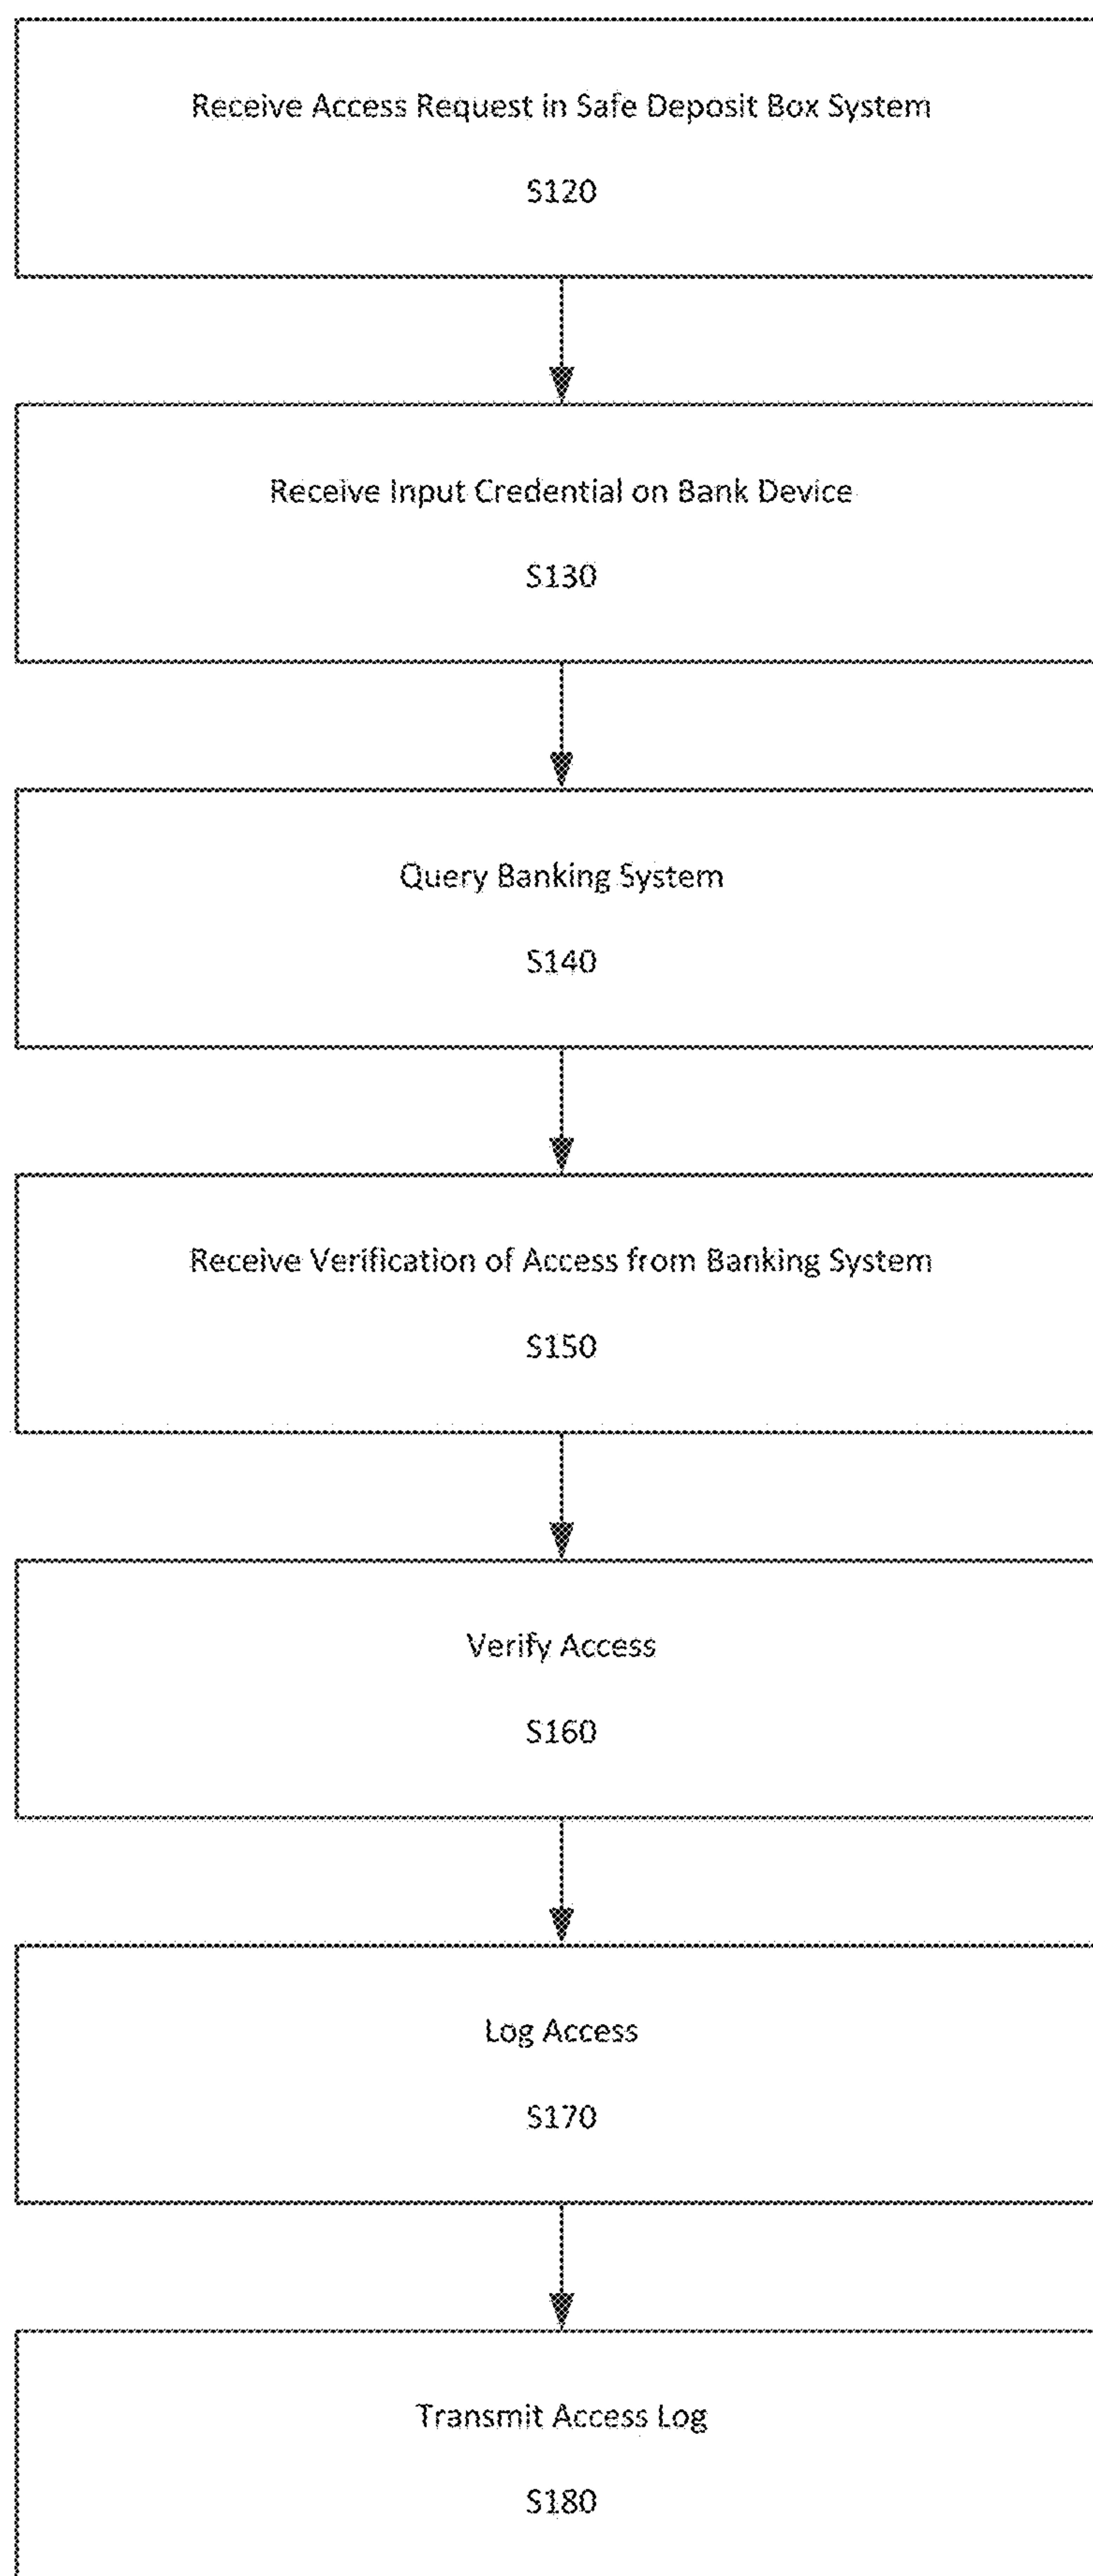 Receive Access Request in Safe Deposit Box System
S120
Receive Input Credential on Bank Device
S130
Query Banking System
S140
Receive Verification of Access from Banking System
S150
Verify Access
S160
Log Access
S170
Transmit Access Log
S180